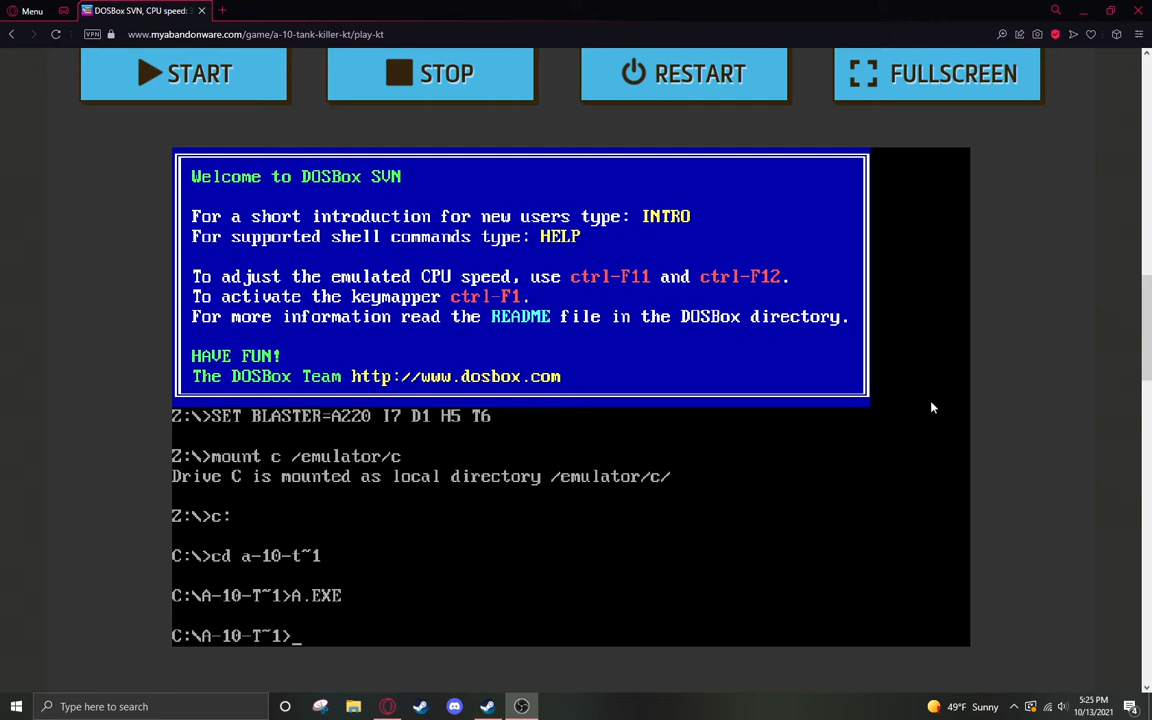 Menu
DOSBox SVN, CPU speed:
VPN
www.myabandonware.com/game/a-10-tank-killer-kt/play-kt
START
STOP
RESTART
FULLSCREEN
Welcome to DOSBox SVN
For a short introduction for new users type: INTRO
For supported shell commands type: HELP
To adjust the emulated CPU speed, use ctrl-F11 and ctrl-F12.
To activate the keymapper ctrl-F1.
For more information read the README file in the DOSBox directory.
HAVE FUN!
The DOSBox Team http://www.dosbox.com
Z:\>SET BLASTER=A220 I7 D1 H5 T6
Z:\>mount c /emulator/c
Drive C is mounted as local directory /emulator/c/
Z:\>c:
C:\>cd a-10-t~1
C:\A-10-T~1>A.EXE
C:\A-10-T~1>_
Type here to search
49°F Sunny
5:25 PM
10/13/2021
4